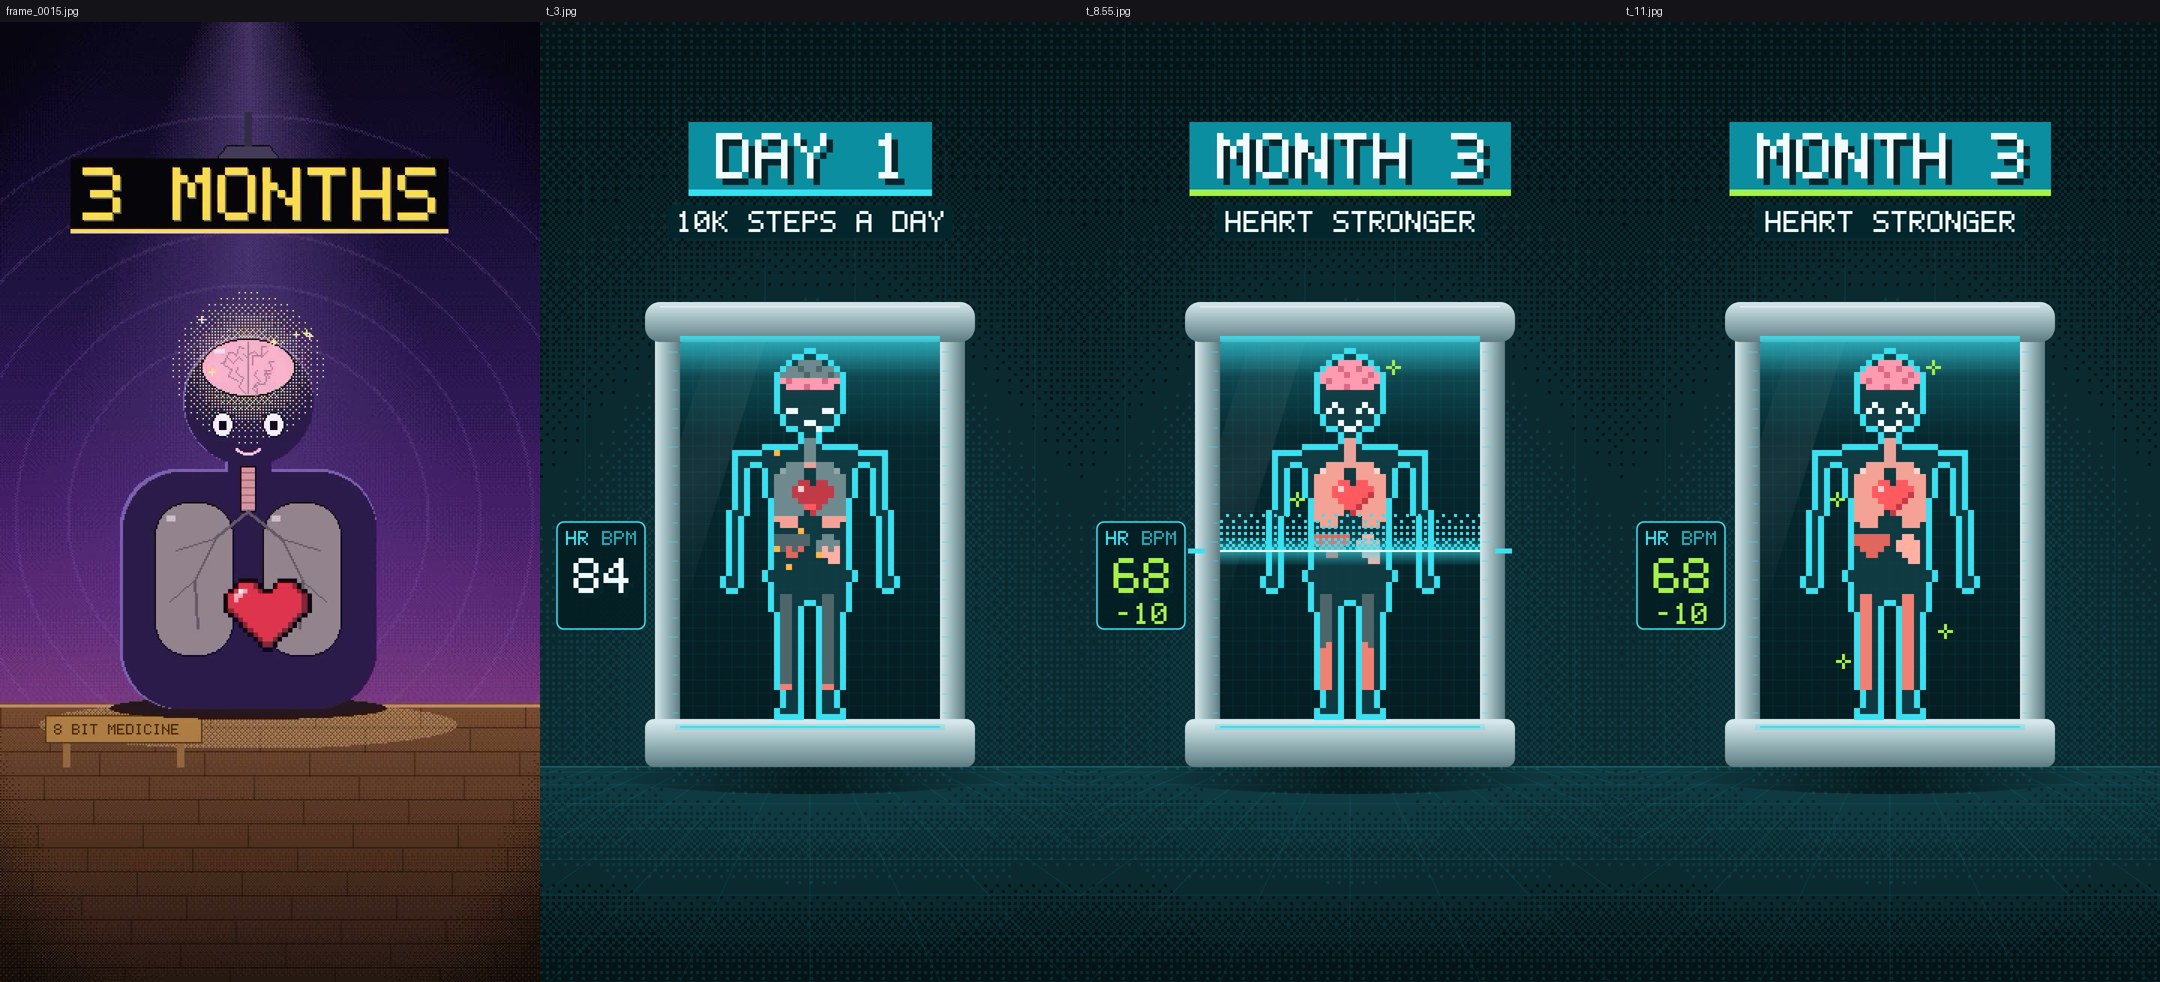 frame_0015.jpg
3 MONTHS
8 BIT MEDICINE
t_3.jpg
DAY 1
10K STEPS A DAY
HR BPM
84
t_8.55.jpg
MONTH 3
HEART STRONGER
HR BPM
68
-10
t_11.jpg
MONTH 3
HEART STRONGER
HR BPM
68
-10